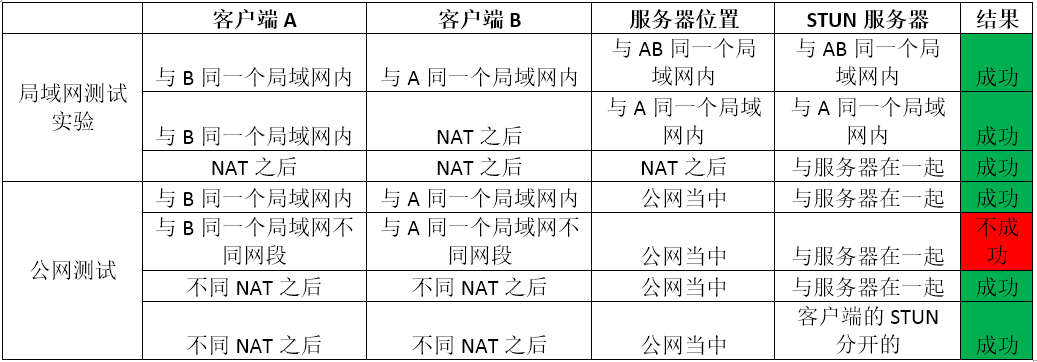 客户端A 客户端B 服务器位置 STUN 服务器 结果
局域网测试
实验
与 B 同一个局域网内 与 A 同一个局域网内 与 AB 同一个局
域网内 与 AB 同一个局
域网内 成功
与 B 同一个局域网内 NAT 之后 与 A 同一个局域
网内 与 A 同一个局域
网内 成功
NAT 之后 NAT 之后 NAT 之后 与服务器在一起 成功
公网测试
与 B 同一个局域网内 与 A 同一个局域网内 公网当中 与服务器在一起 成功
与 B 同一个局域网不
同网段 与 A 同一个局域网不
同网段 公网当中 与服务器在一起 不成
功
不同 NAT 之后 不同 NAT 之后 公网当中 与服务器在一起 成功
不同 NAT 之后 不同 NAT 之后 公网当中 客户端的 STUN
分开的 成功